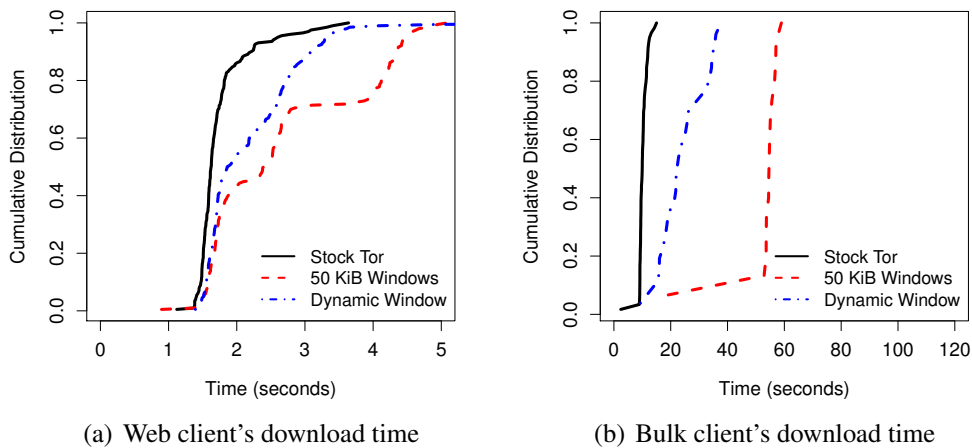 Cumulative Distribution
0.0 0.2 0.4 0.6 0.8 1.0
Stock Tor
50 KiB Windows
Dynamic Window
0 1 2 3 4 5
Time (seconds)
(a) Web client's download time
Cumulative Distribution
0.0 0.2 0.4 0.6 0.8 1.0
Stock Tor
50 KiB Windows
Dynamic Window
0 20 40 60 80 100 120
Time (seconds)
(b) Bulk client's download time